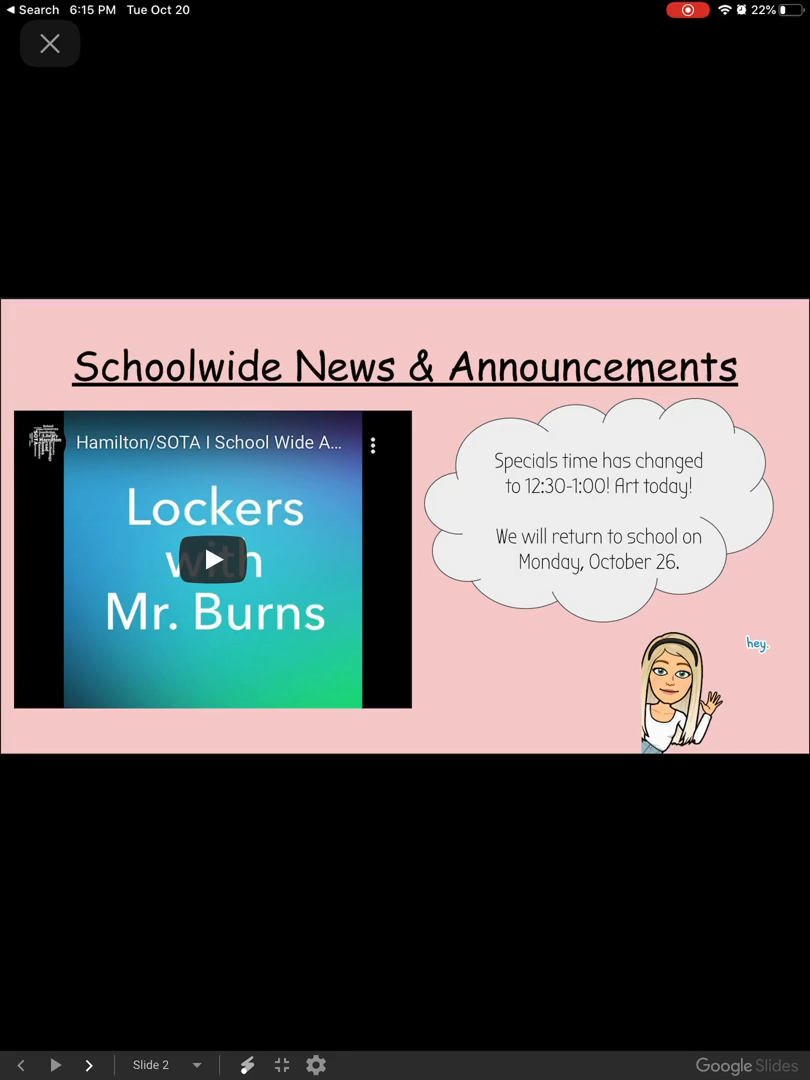 Search 6:15 PM Tue Oct 20 22%
Schoolwide News & Announcements
Hamilton/SOTA I School Wide A...
Lockers
with
Mr. Burns
Specials time has changed
to 12:30-1:00! Art today!
We will return to school on
Monday, October 26.
hey.
Slide 2 Google Slides